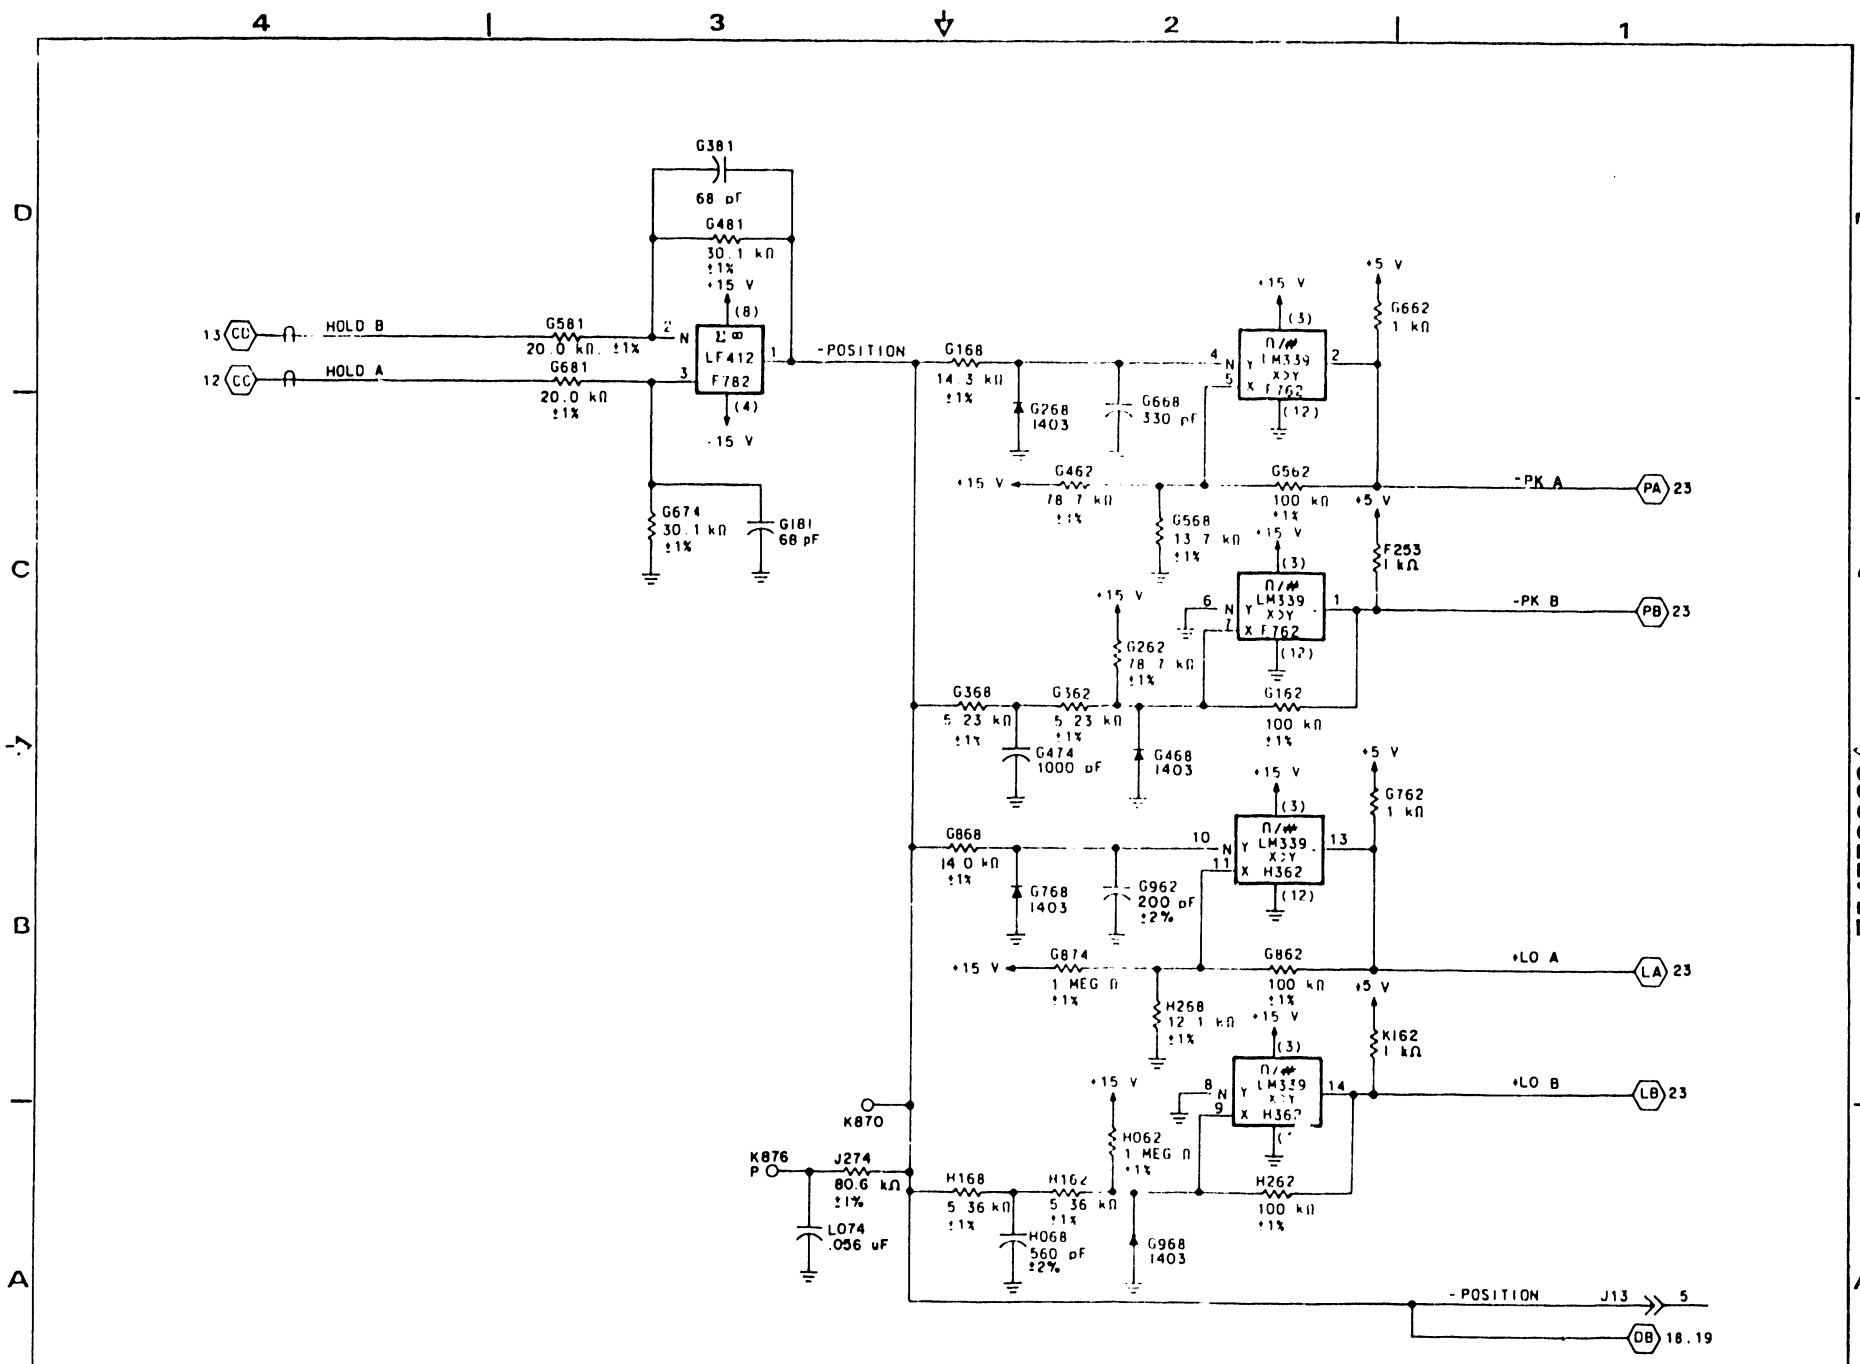 4 3 2 1
D
C
B
A
G381
68 pF
G481
30.1 kΩ
±1%
+15 V
(8)
13 CD HOLD B
G581
20.0 kΩ. ±1%
2 N
Σ ∞
LF412
F782
1
12 CC HOLD A
G681
20.0 kΩ
±1%
3
(4)
-15 V
G674
30.1 kΩ
±1%
G181
68 pF
-POSITION
G168
14.3 kΩ
±1%
G268
1403
G668
330 pF
+15 V
(3)
4 N Y
5 X
LM339
X>Y
F762
2
(12)
+5 V
G662
1 kΩ
+15 V
G462
78.7 kΩ
±1%
G568
13.7 kΩ
±1%
G562
100 kΩ
±1%
-PK A
PA 23
+5 V
F253
1 kΩ
+15 V
(3)
6 N Y
7 X
LM339
X>Y
F762
1
(12)
-PK B
PB 23
+15 V
G262
78.7 kΩ
±1%
G368
5.23 kΩ
±1%
G362
5.23 kΩ
±1%
G474
1000 pF
G468
1403
G162
100 kΩ
±1%
+5 V
G762
1 kΩ
+15 V
(3)
G868
14.0 kΩ
±1%
G768
1403
G962
200 pF
±2%
10 N Y
11 X
LM339
X>Y
H362
13
(12)
+15 V
G874
1 MEG Ω
±1%
H268
12.1 kΩ
±1%
G862
100 kΩ
±1%
+LO A
LA 23
+5 V
K162
1 kΩ
+15 V
(3)
8 N Y
9 X
LM339
X>Y
H362
14
+LO B
LB 23
+15 V
H062
1 MEG Ω
±1%
K870
K876
P
J274
80.6 kΩ
±1%
L074
.056 uF
H168
5.36 kΩ
±1%
H162
5.36 kΩ
±1%
H068
560 pF
±2%
G968
1403
H262
100 kΩ
±1%
-POSITION J13 5
DB 18.19